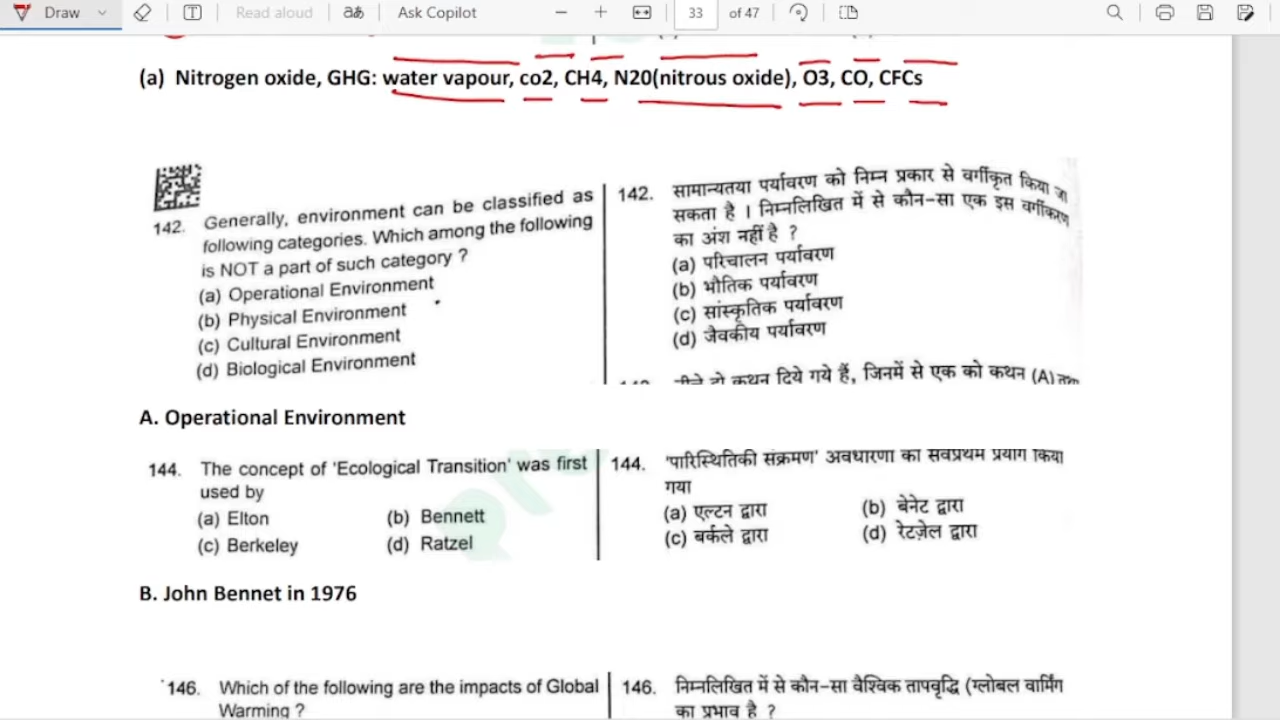 Draw
Read aloud
Ask Copilot
33
of 47
(a) Nitrogen oxide, GHG: water vapour, co2, CH4, N20(nitrous oxide), O3, CO, CFCs
142. Generally, environment can be classified as
following categories. Which among the following
is NOT a part of such category ?
(a) Operational Environment
(b) Physical Environment
(c) Cultural Environment
(d) Biological Environment
142. सामान्यतया पर्यावरण को निम्न प्रकार से वर्गीकृत किया जा
सकता है । निम्नलिखित में से कौन-सा एक इस वर्गीकरण
का अंश नहीं है ?
(a) परिचालन पर्यावरण
(b) भौतिक पर्यावरण
(c) सांस्कृतिक पर्यावरण
(d) जैवकीय पर्यावरण
दो कथन दिये गये हैं, जिनमें से एक को कथन (A)
A. Operational Environment
144. The concept of 'Ecological Transition' was first
used by
(a) Elton (b) Bennett
(c) Berkeley (d) Ratzel
144. 'पारिस्थितिकी संक्रमण' अवधारणा का सर्वप्रथम प्रयोग किया
गया
(a) एल्टन द्वारा (b) बेनेट द्वारा
(c) बर्कले द्वारा (d) रेटज़ेल द्वारा
B. John Bennet in 1976
146. Which of the following are the impacts of Global
Warming ?
146. निम्नलिखित में से कौन-सा वैश्विक तापवृद्धि (ग्लोबल वार्मिंग
का प्रभाव है ?